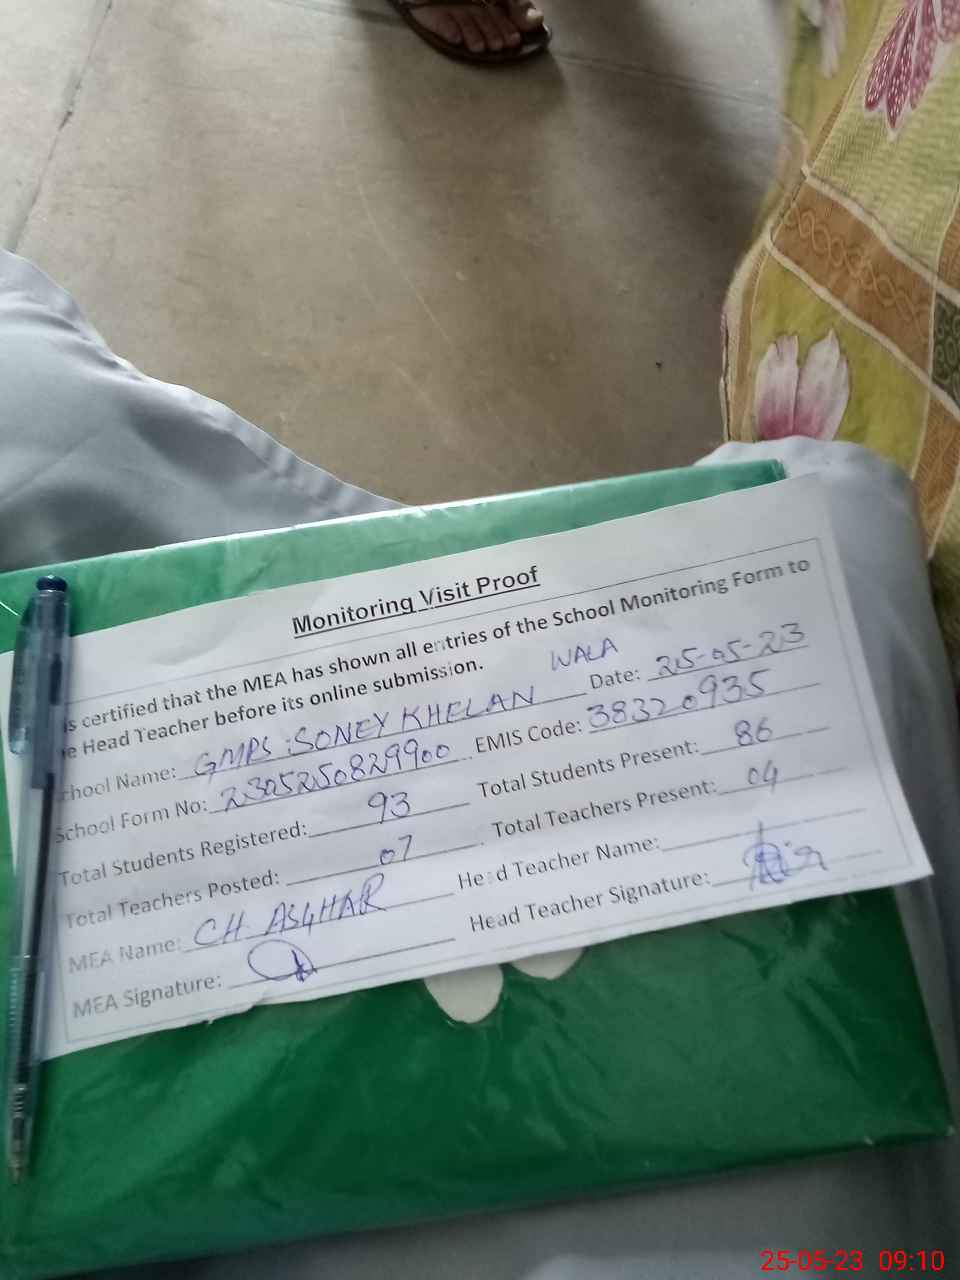 Monitoring Visit Proof
is certified that the MEA has shown all entries of the School Monitoring Form to
e Head Teacher before its online submission.
School Name: GMPS: SONEY KHELAN WALA Date: 25-05-23
School Form No: 2305250829900 EMIS Code: 38320935
Total Students Registered: 93 Total Students Present: 86
Total Teachers Posted: 07 Total Teachers Present: 04
MEA Name: CH ASGHAR Head Teacher Name:
MEA Signature: Head Teacher Signature:
25-05-23 09:10